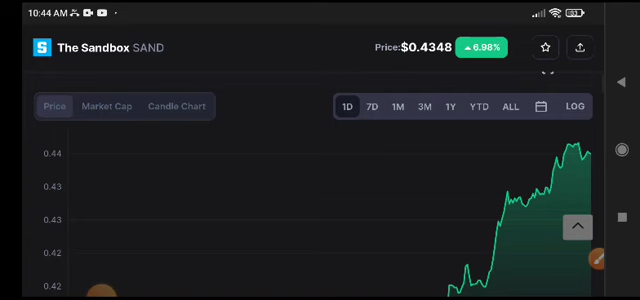 10:44 AM
The Sandbox SAND
Price: $0.4348 6.98%
Price Market Cap Candle Chart
1D 7D 1M 3M 1Y YTD ALL LOG
0.44
0.43
0.43
0.42
0.42